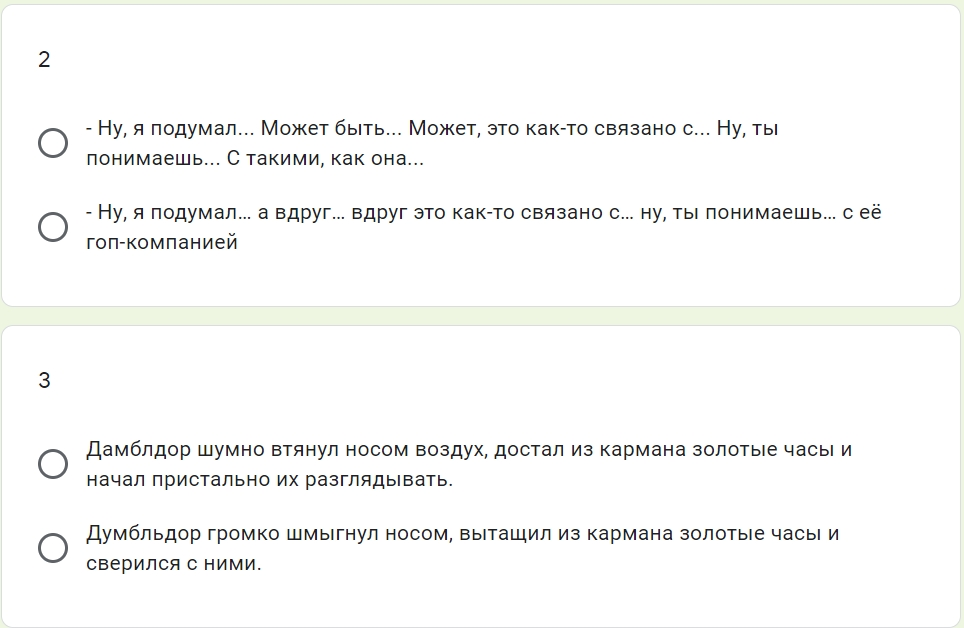 2
- Ну, я подумал... Может быть... Может, это как-то связано с... Ну, ты
понимаешь... С такими, как она...
- Ну, я подумал... а вдруг... вдруг это как-то связано с... ну, ты понимаешь... с её
гоп-компанией
3
Дамблдор шумно втянул носом воздух, достал из кармана золотые часы и
начал пристально их разглядывать.
Думбльдор громко шмыгнул носом, вытащил из кармана золотые часы и
сверился с ними.